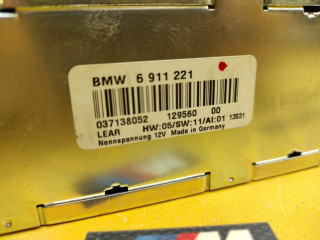 BMW 6 911 221
037138052 129560 00
LEAR HW:05/SW:11/AI:01 13531
Nennspannung 12V Made in Germany